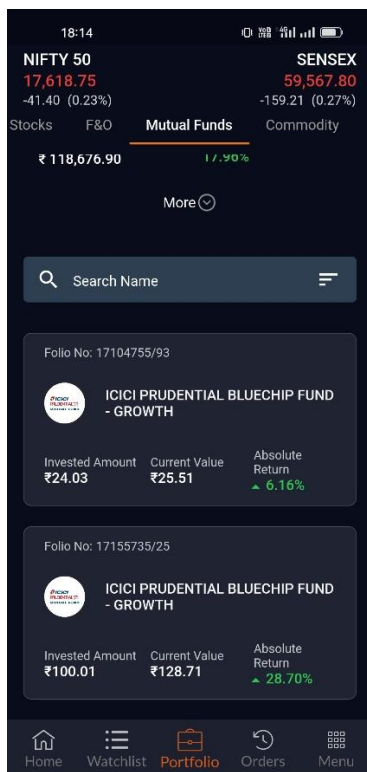 18:14
NIFTY 50
17,618.75
-41.40 (0.23%)
SENSEX
59,567.80
-159.21 (0.27%)
Stocks F&O Mutual Funds Commodity
₹ 118,676.90 17.96%
More
Search Name
Folio No: 17104755/93
ICICI PRUDENTIAL BLUECHIP FUND
- GROWTH
Invested Amount Current Value Absolute Return
₹24.03 ₹25.51 6.16%
Folio No: 17155735/25
ICICI PRUDENTIAL BLUECHIP FUND
- GROWTH
Invested Amount Current Value Absolute Return
₹100.01 ₹128.71 28.70%
Home Watchlist Portfolio Orders Menu